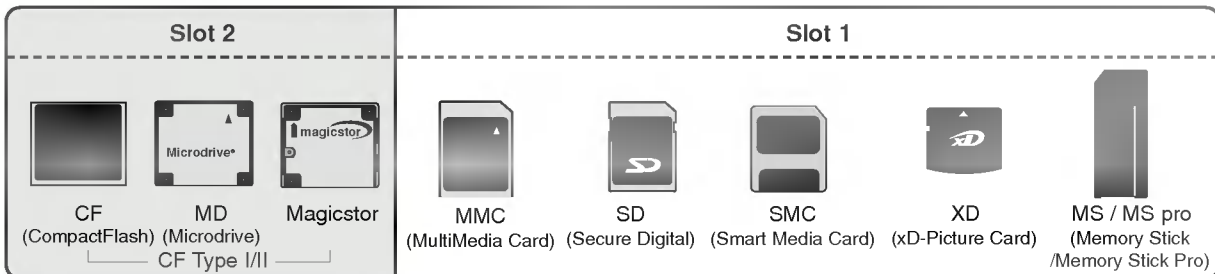 Slot 2
Slot 1
Microdrive®
magicstor
SD
xD
CF
(CompactFlash)
MD
(Microdrive)
Magicstor
CF Type I/II
MMC
(MultiMedia Card)
SD
(Secure Digital)
SMC
(Smart Media Card)
XD
(xD-Picture Card)
MS / MS pro
(Memory Stick
/Memory Stick Pro)